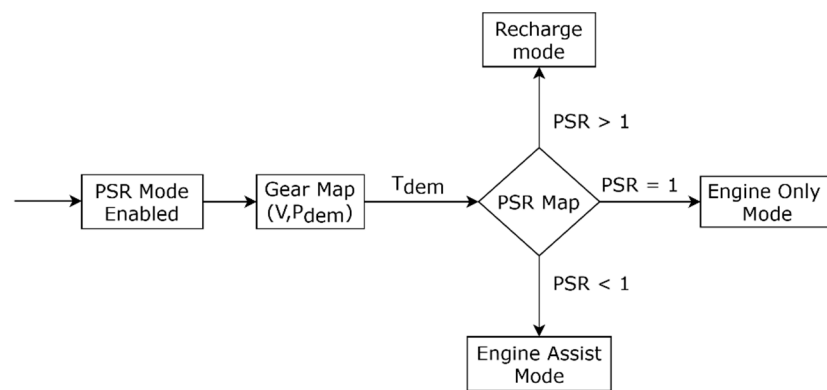 Recharge
mode
PSR > 1
PSR Mode
Enabled
Gear Map
(V,Pdem)
Tdem
PSR Map
PSR = 1
Engine Only
Mode
PSR < 1
Engine Assist
Mode